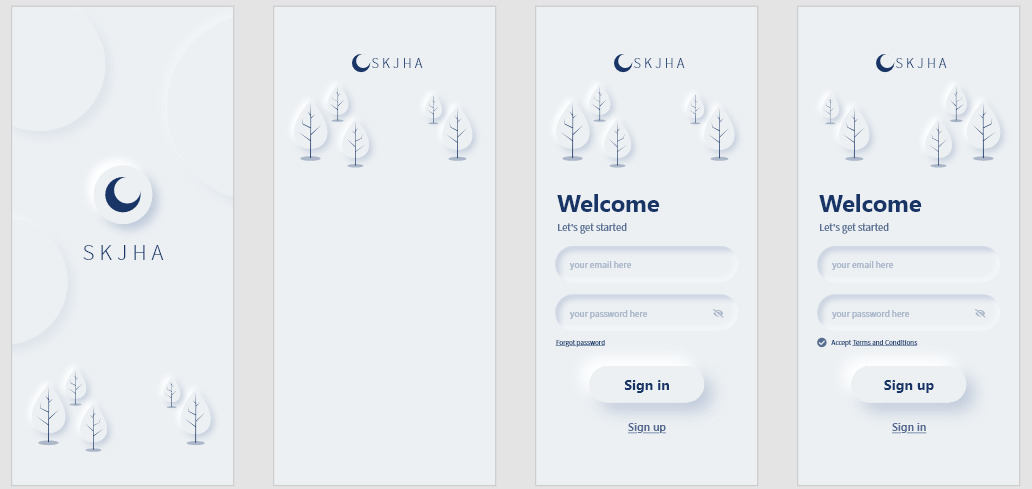 SKJHA
SKJHA
SKJHA
Welcome
Let's get started
your email here
your password here
Forgot password
Sign in
Sign up
SKJHA
Welcome
Let's get started
your email here
your password here
Accept Terms and Conditions
Sign up
Sign in